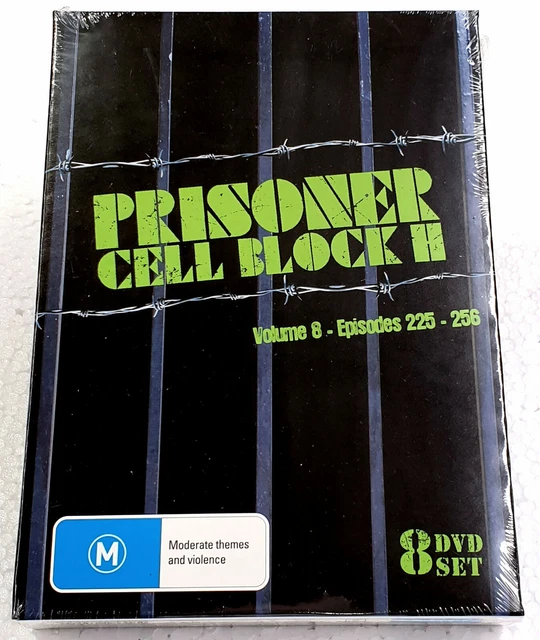 PRISONER
CELL BLOCK H
Volume 8 - Episodes 225 - 256
M
Moderate themes
and violence
8 DVD
SET